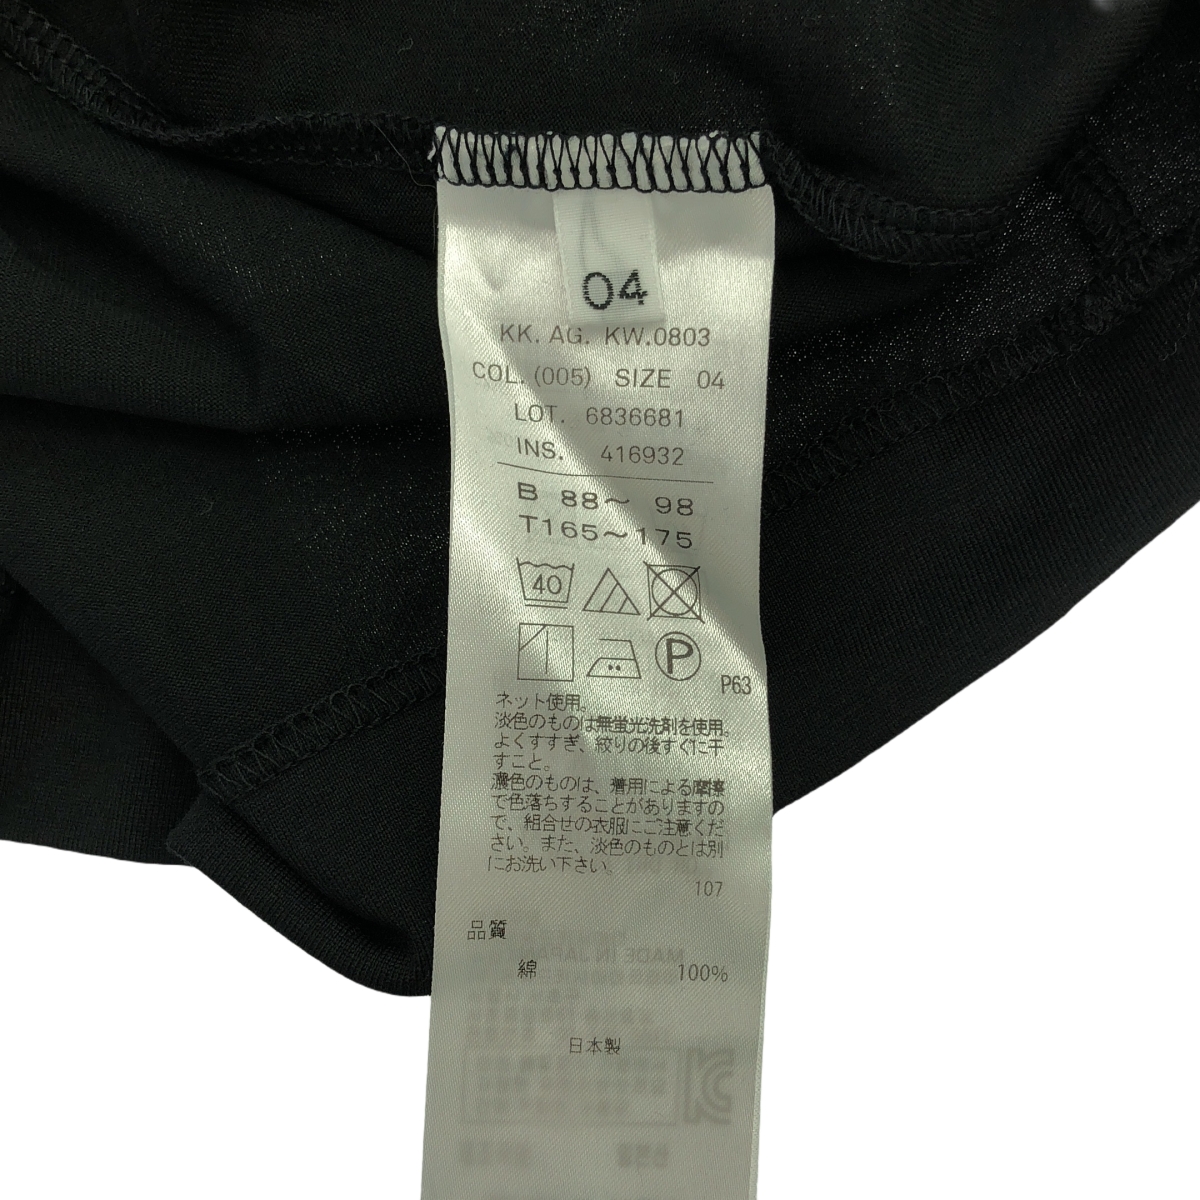 04
KK. AG. KW.0803
COL. (005) SIZE 04
LOT. 6836681
INS. 416932
B 88～ 98
T165～175
40
P
P63
ネット使用。
淡色のものは無蛍光洗剤を使用。
よくすすぎ、絞りの後すぐに干
すこと。
濃色のものは、着用による摩擦
で色落ちすることがありますの
で、組合せの衣服にご注意くだ
さい。また、淡色のものとは別
にお洗い下さい。
107
品質
綿 100%
MADE IN JAPAN
日本製